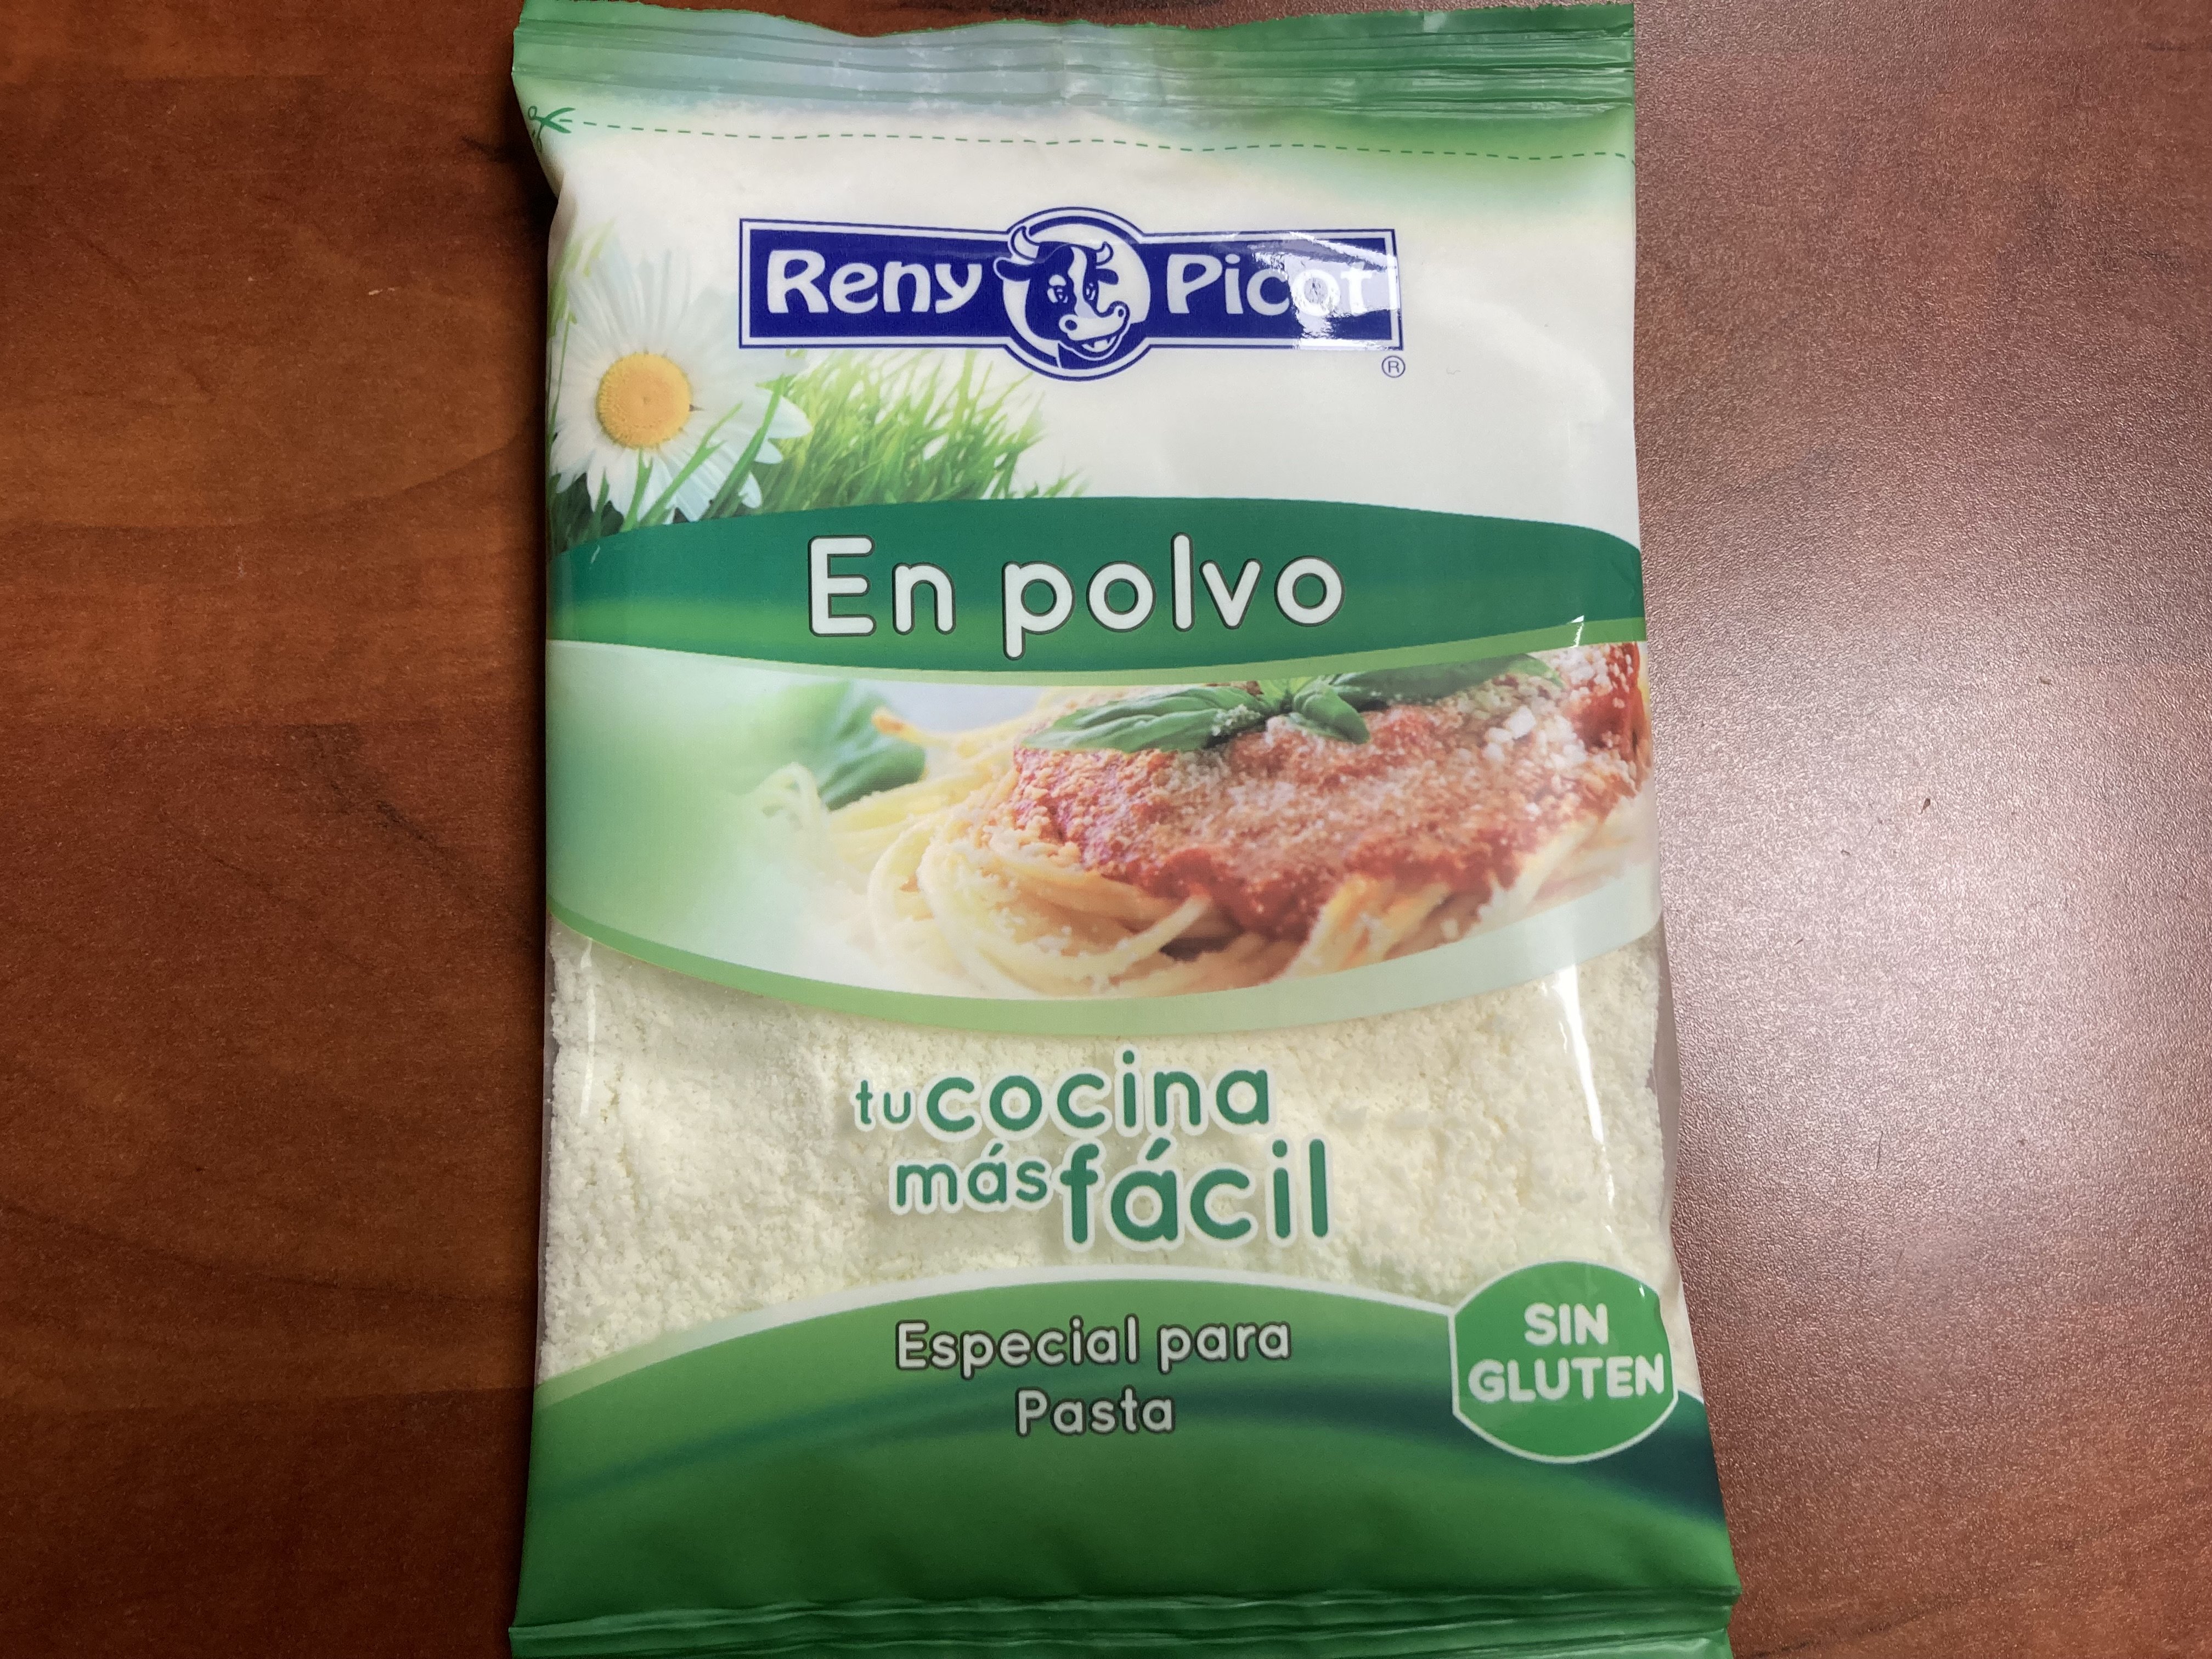 Reny Picot
®
En polvo
tu cocina
más fácil
Especial para
Pasta
SIN
GLUTEN